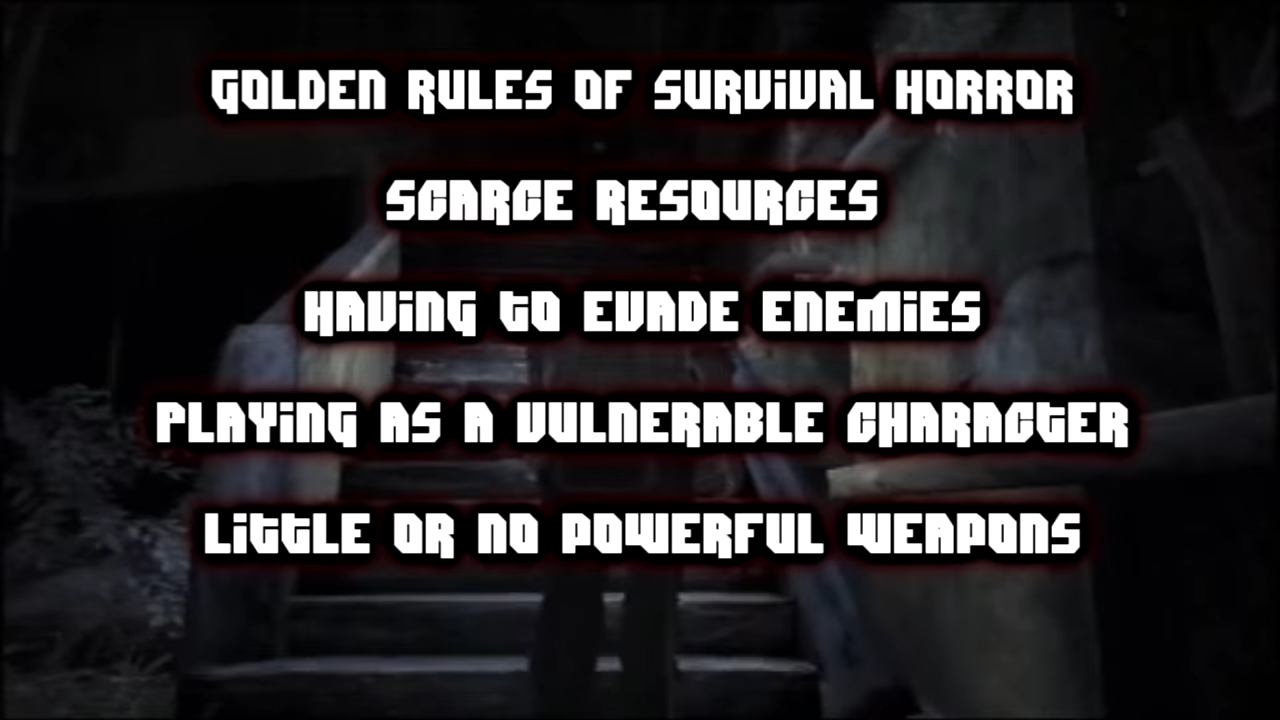 GOLDEN RULES OF SURViVAL HORROR
SCARCE RESOURCES
HAViNG tO EVADE ENEMiES
PLAYiNG AS A VULNERABLE CHARACtER
LittLE OR NO POWERFUL WEAPONS